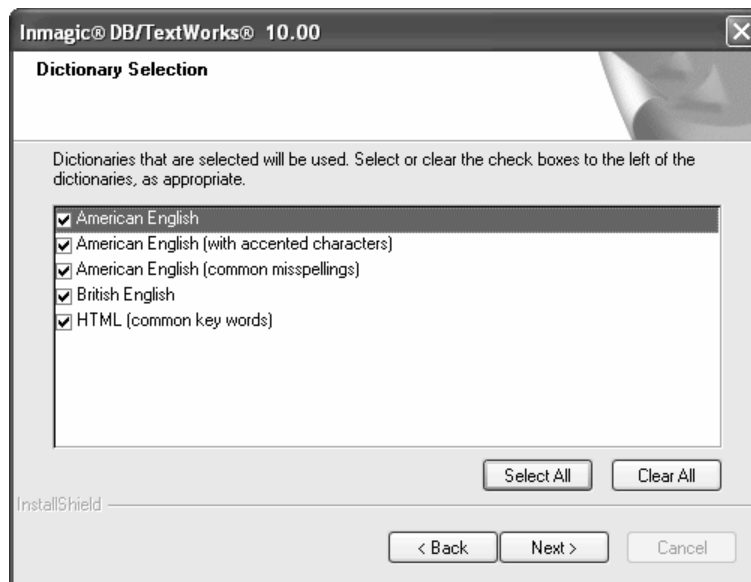 Inmagic® DB/TextWorks® 10.00
Dictionary Selection
Dictionaries that are selected will be used. Select or clear the check boxes to the left of the
dictionaries, as appropriate.
American English
American English (with accented characters)
American English (common misspellings)
British English
HTML (common key words)
Select All
Clear All
InstallShield
< Back
Next >
Cancel